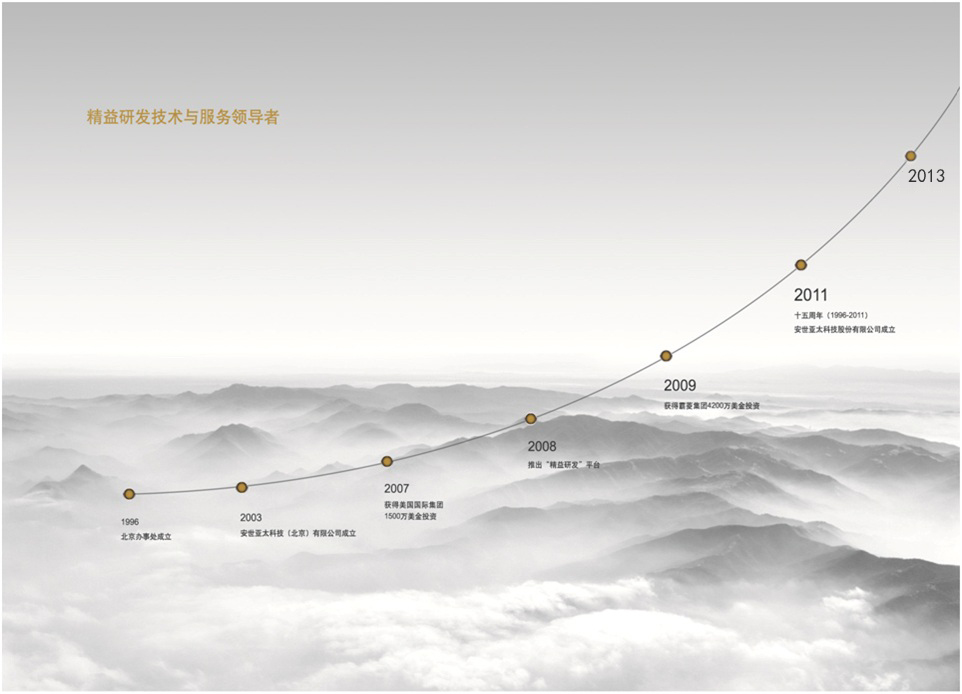 精益研发技术与服务领导者
2013
2011
十五周年（1996-2011）
安世亚太科技股份有限公司成立
2009
获得霸菱集团4200万美金投资
2008
推出“精益研发”平台
2007
获得美国国际集团
1500万美金投资
2003
安世亚太科技（北京）有限公司成立
1996
北京办事处成立